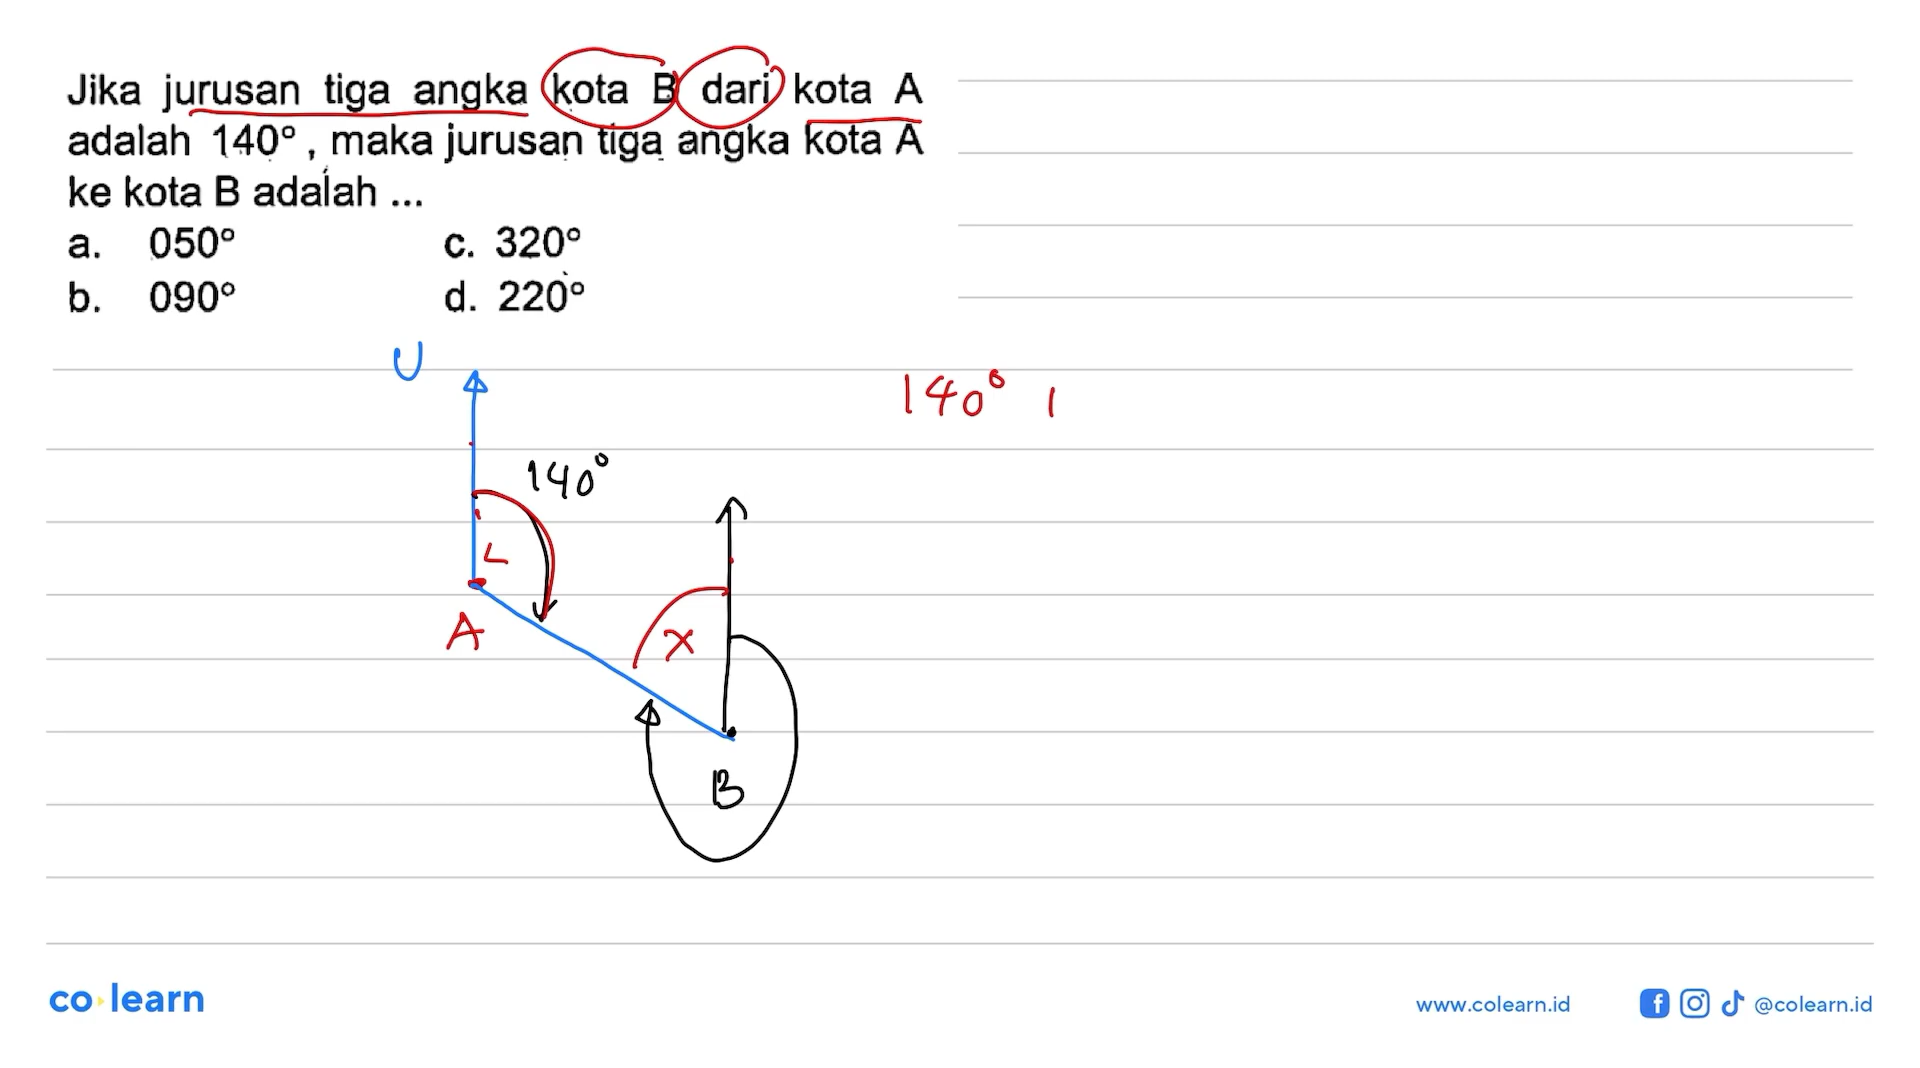 Jika jurusan tiga angka kota B dari kota A
adalah 140°, maka jurusan tiga angka kota A
ke kota B adalah ...
a. 050° c. 320°
b. 090° d. 220°
U
140° 1
140°
L
A
x
B
co learn
www.colearn.id @colearn.id